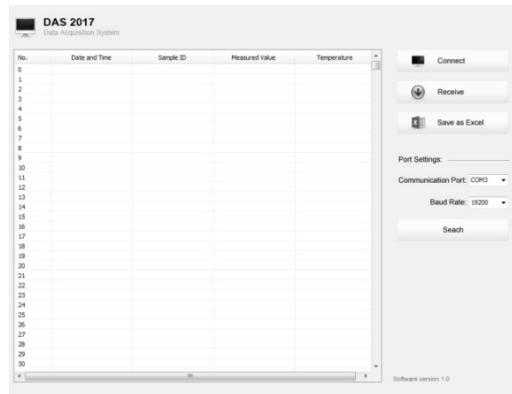 DAS 2017
Data Acquisition System
No. Date and Time Sample ID Measured Value Temperature
0
1
2
3
4
5
6
7
8
9
10
11
12
13
14
15
16
17
18
19
20
21
22
23
24
25
26
27
28
29
30
Connect
Receive
Save as Excel
Port Settings:
Communication Port: COM3
Baud Rate: 19200
Seach
Software version 1.0